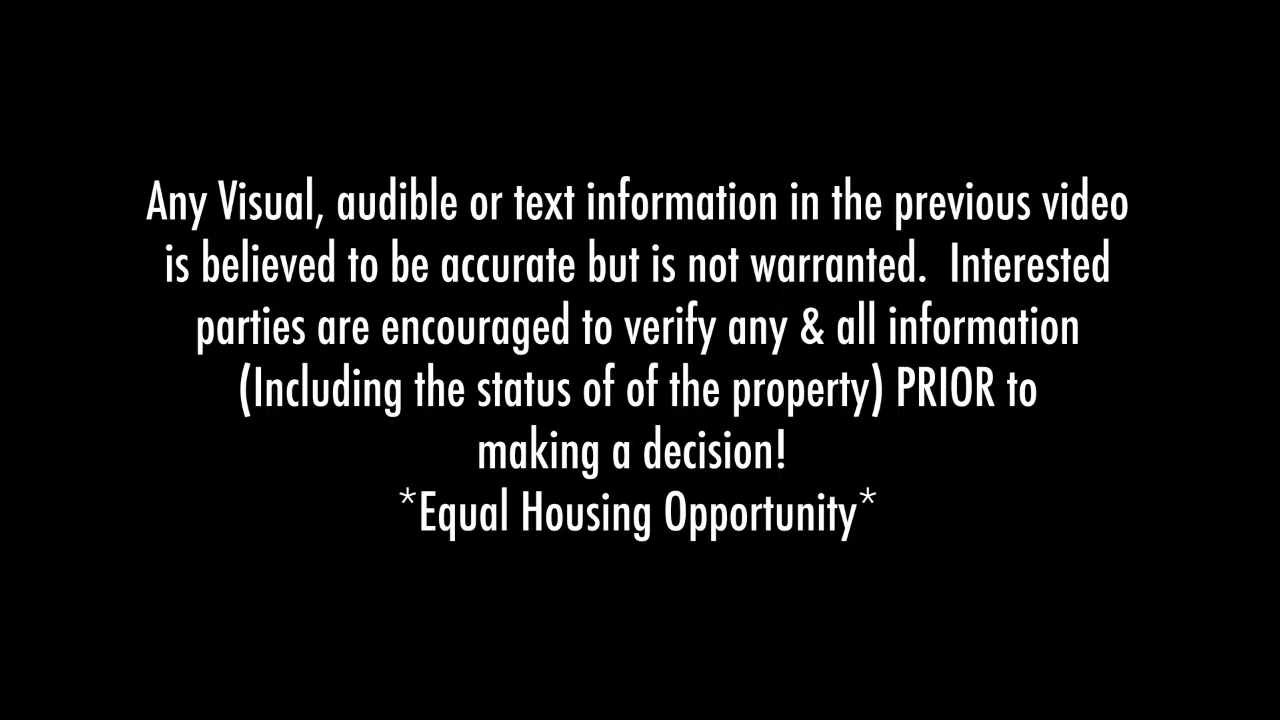 Any Visual, audible or text information in the previous video
is believed to be accurate but is not warranted.  Interested
parties are encouraged to verify any & all information
(Including the status of of the property) PRIOR to
making a decision!
*Equal Housing Opportunity*